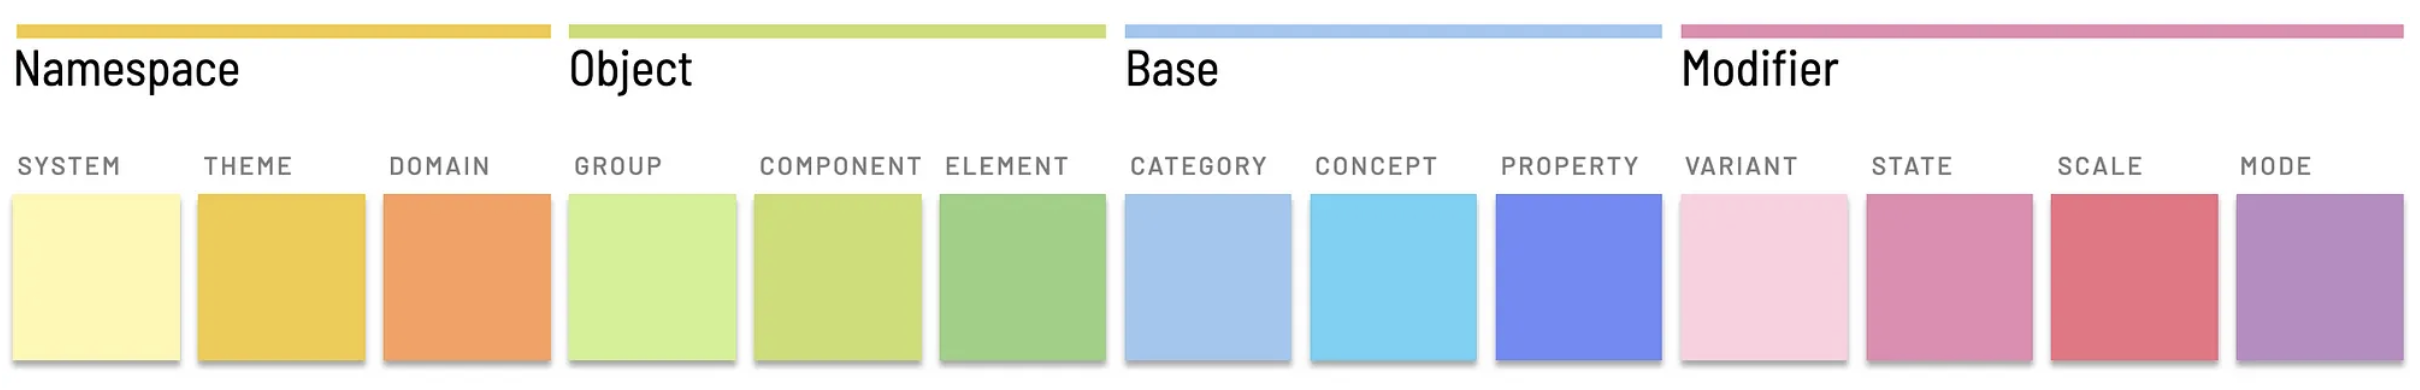 Namespace Object Base Modifier
SYSTEM THEME DOMAIN GROUP COMPONENT ELEMENT CATEGORY CONCEPT PROPERTY VARIANT STATE SCALE MODE